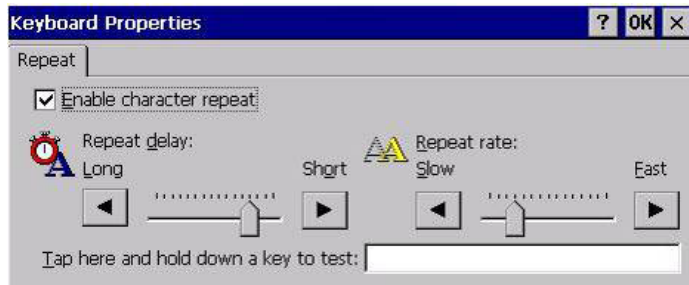 Keyboard Properties ? OK ×
Repeat
Enable character repeat
Repeat delay: Repeat rate:
Long Short Slow Fast
Tap here and hold down a key to test: